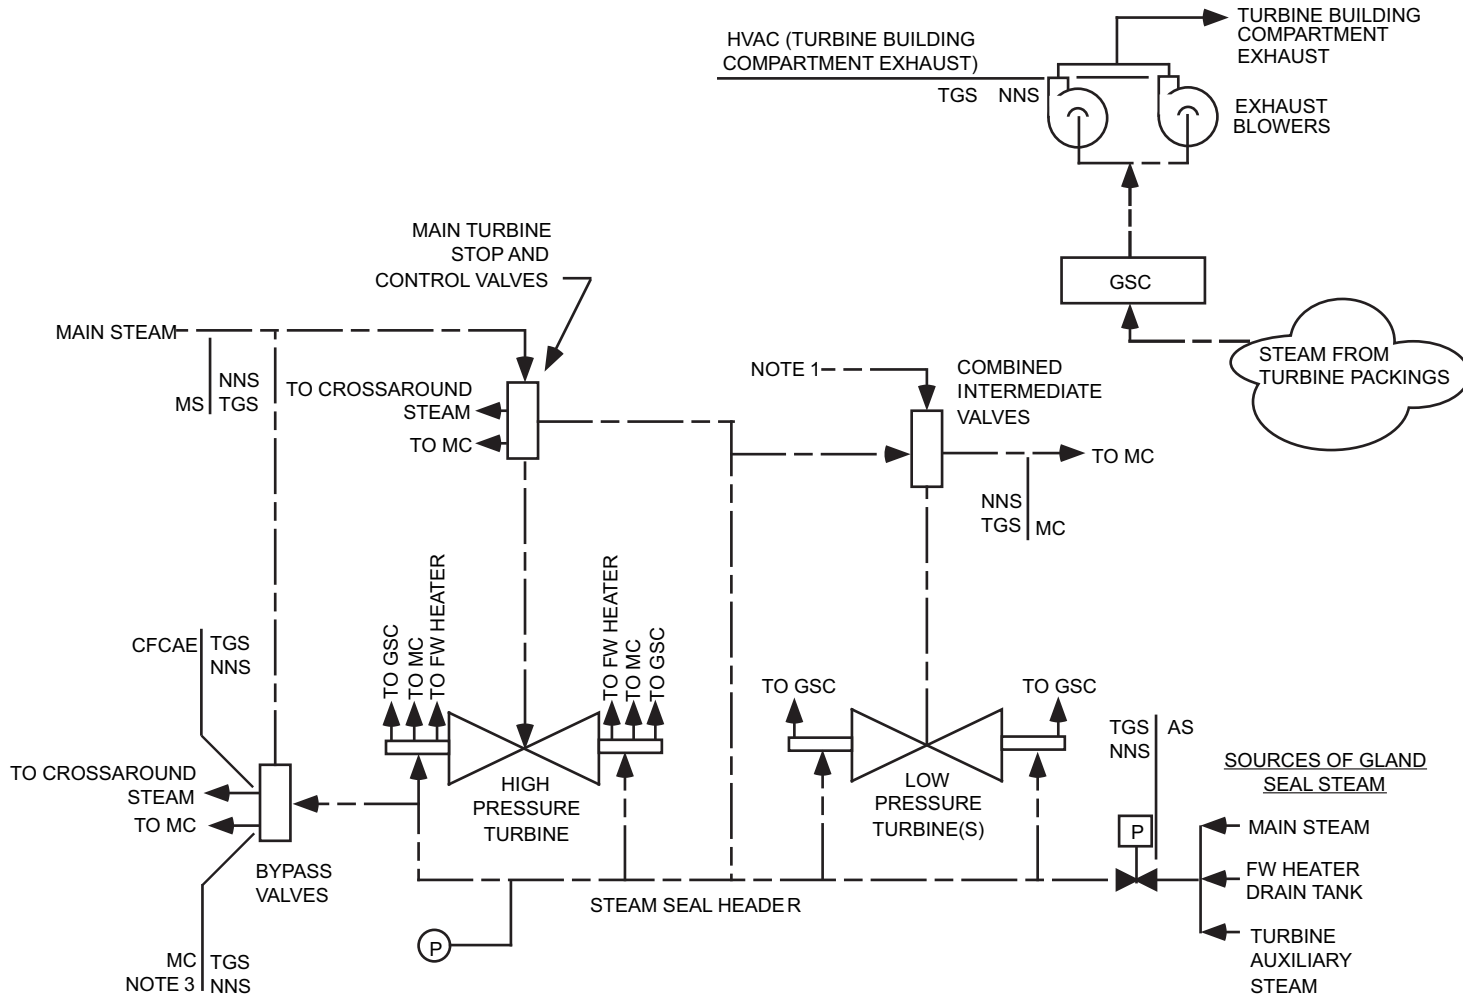 TURBINE BUILDING
COMPARTMENT
EXHAUST
HVAC (TURBINE BUILDING
COMPARTMENT EXHAUST)
TGS NNS
EXHAUST
BLOWERS
MAIN TURBINE
STOP AND
CONTROL VALVES
GSC
STEAM FROM
TURBINE PACKINGS
MAIN STEAM
NNS
MS TGS
TO CROSSAROUND
STEAM
TO MC
NOTE 1
COMBINED
INTERMEDIATE
VALVES
TO MC
NNS
TGS MC
CFCAE TGS
NNS
TO GSC
TO MC
TO FW HEATER
TO FW HEATER
TO MC
TO GSC
TO GSC
TO GSC
TGS AS
NNS
SOURCES OF GLAND
SEAL STEAM
TO CROSSAROUND
STEAM
TO MC
HIGH
PRESSURE
TURBINE
LOW
PRESSURE
TURBINE(S)
P
MAIN STEAM
FW HEATER
DRAIN TANK
TURBINE
AUXILIARY
STEAM
BYPASS
VALVES
STEAM SEAL HEADER
P
MC TGS
NOTE 3 NNS